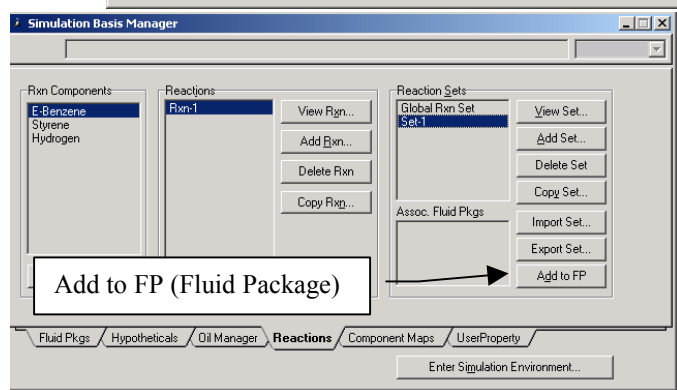 Simulation Basis Manager
Rxn Components
E-Benzene
Styrene
Hydrogen
Reactions
Rxn-1
View Rxn...
Add Rxn...
Delete Rxn
Copy Rxn...
Reaction Sets
Global Rxn Set
Set-1
Assoc. Fluid Pkgs
View Set...
Add Set...
Delete Set
Copy Set...
Import Set...
Export Set...
Add to FP
Add to FP (Fluid Package)
Fluid Pkgs Hypotheticals Oil Manager Reactions Component Maps UserProperty
Enter Simulation Environment...